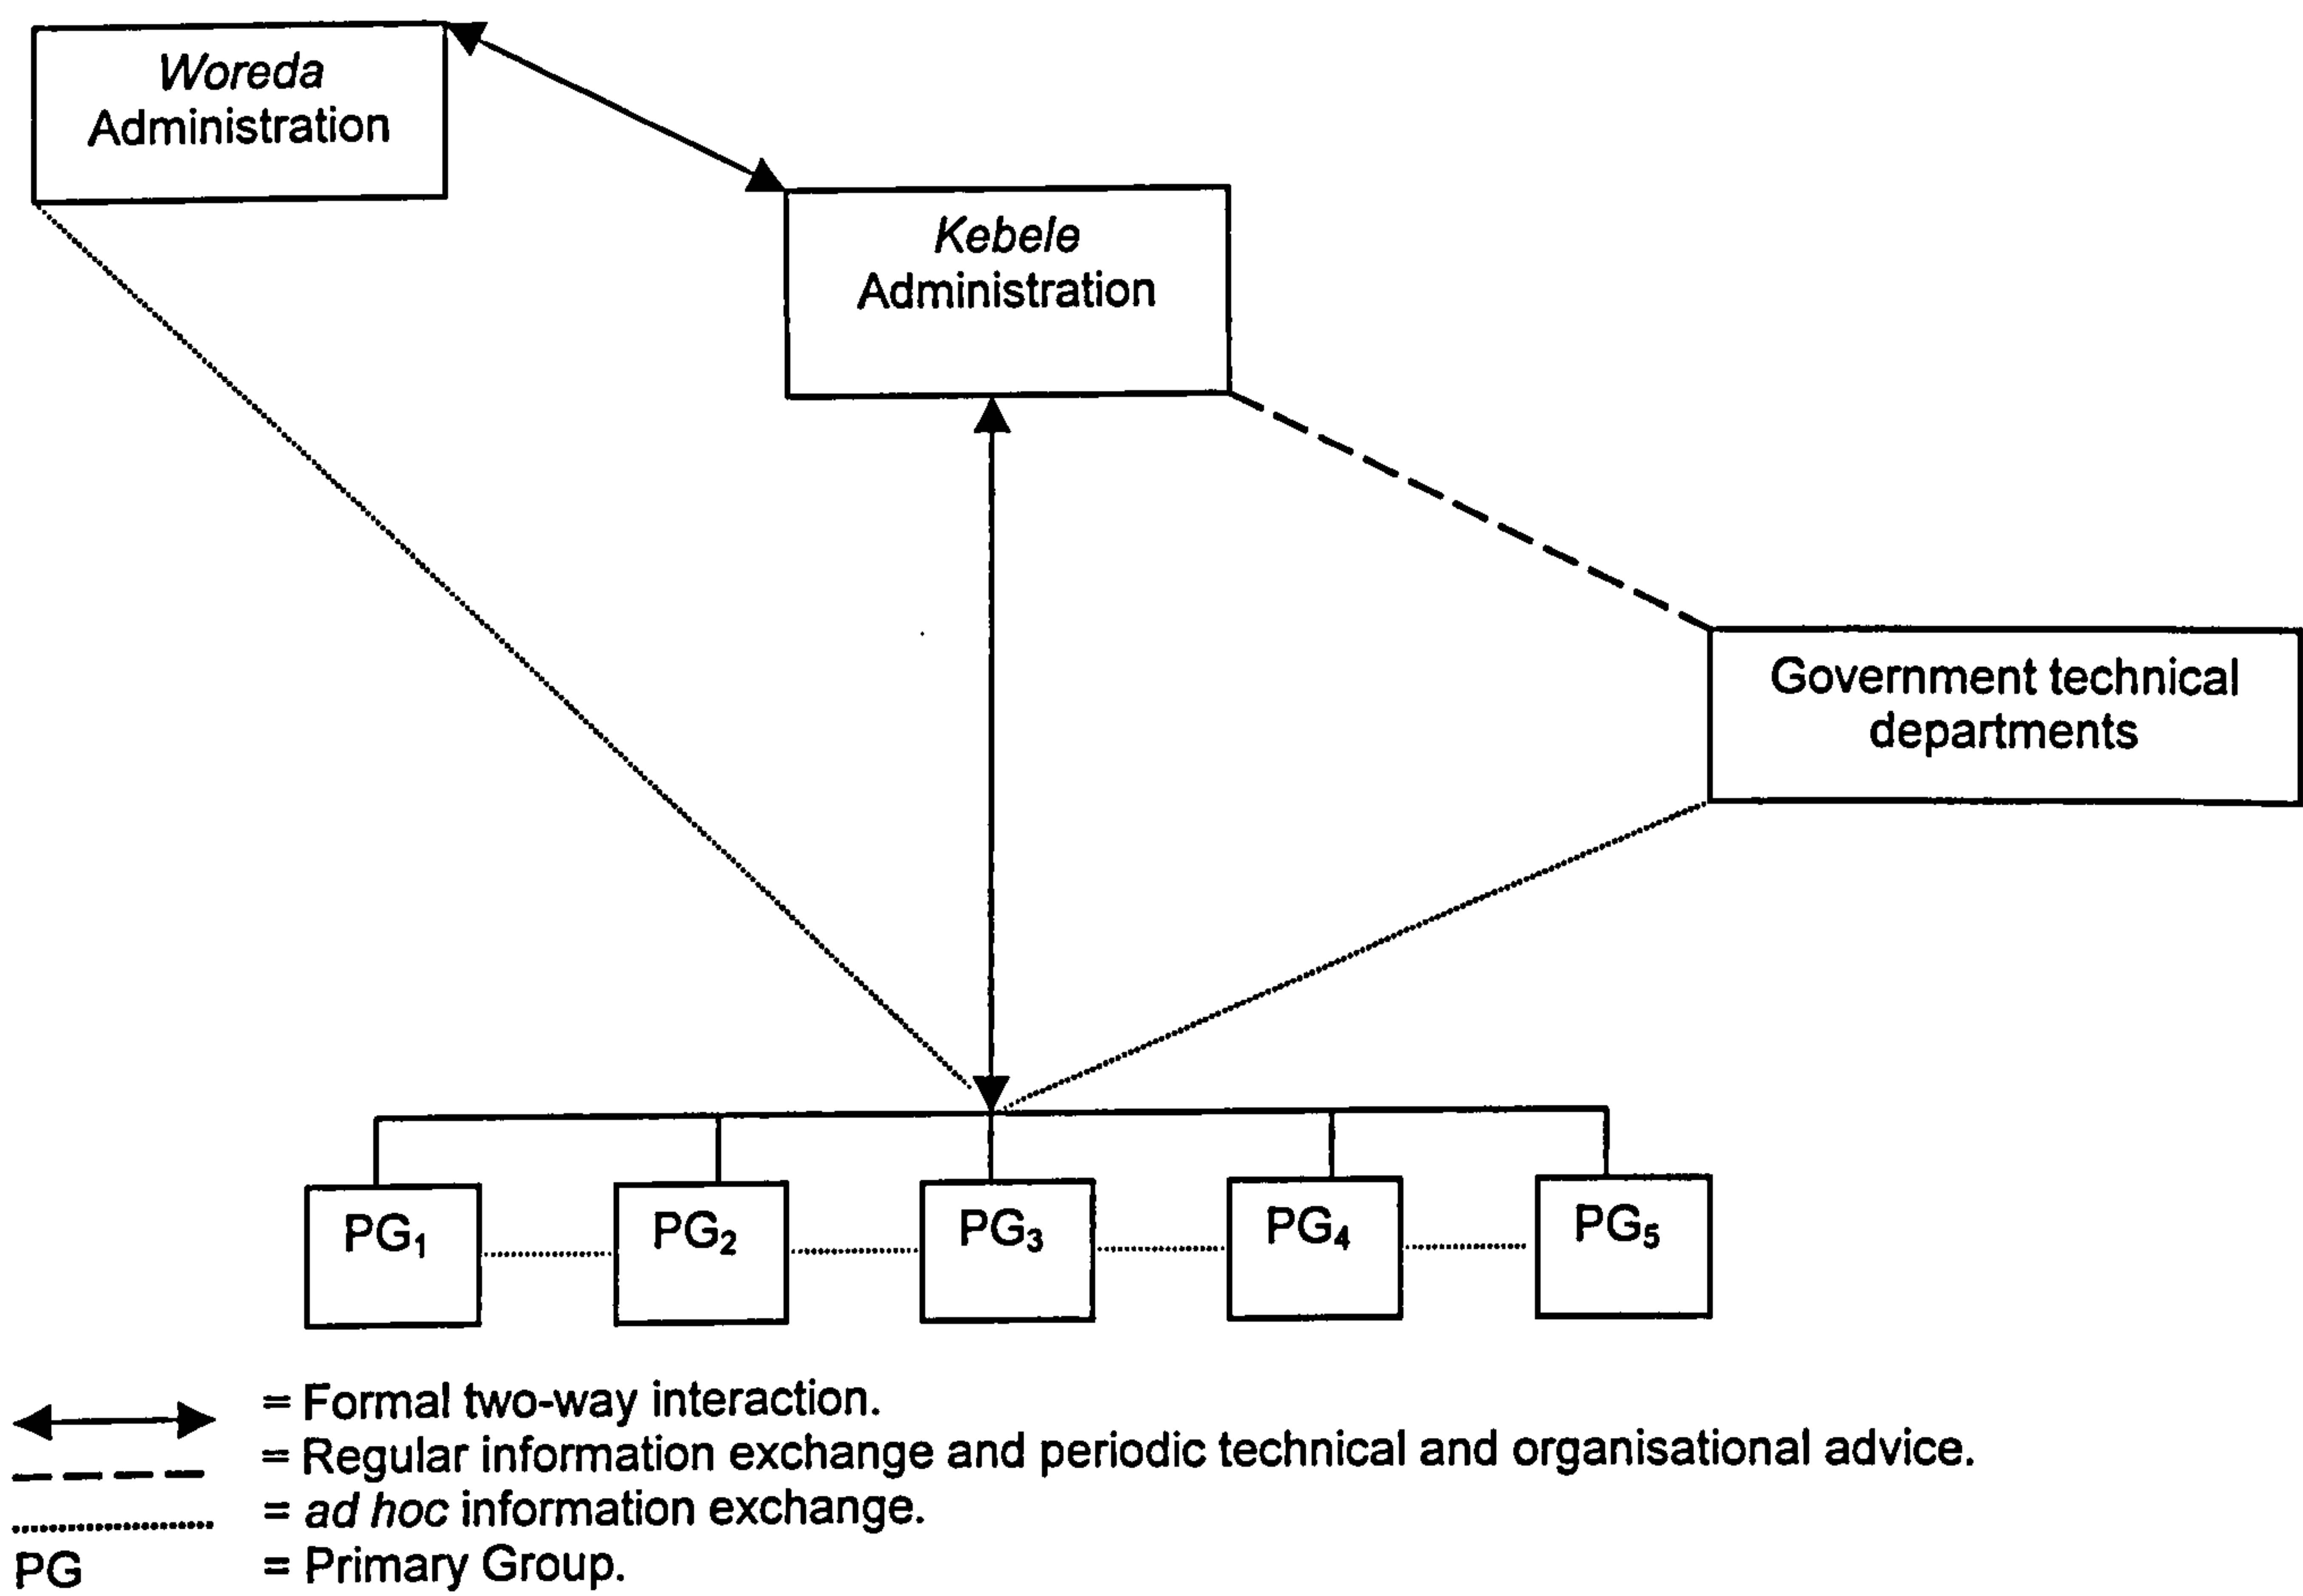 Woreda
Administration
Kebele
Administration
Government technical
departments
PG₁
PG₂
PG₃
PG₄
PG₅
= Formal two-way interaction.
= Regular information exchange and periodic technical and organisational advice.
= ad hoc information exchange.
PG = Primary Group.